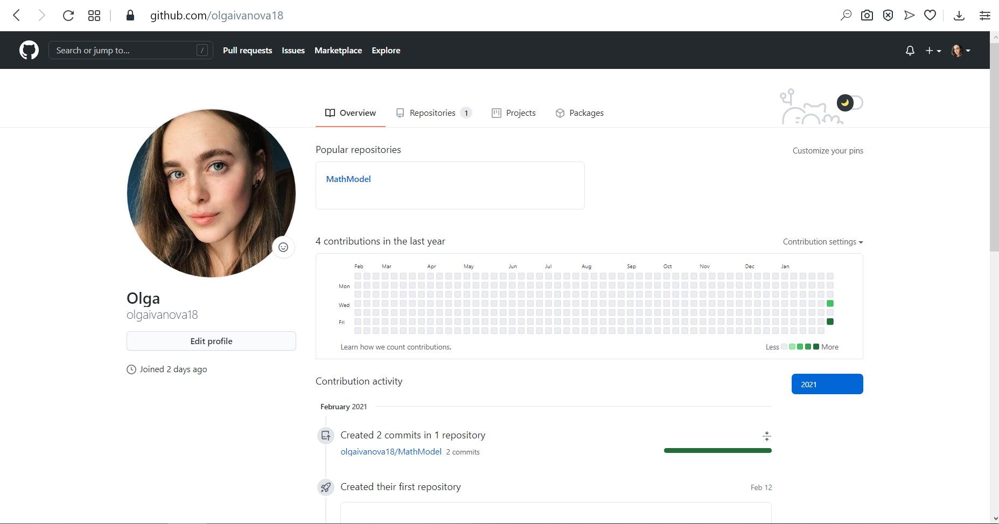 github.com/olgaivanova18
Search or jump to... /
Pull requests Issues Marketplace Explore
Overview Repositories 1 Projects Packages
Popular repositories
Customize your pins
MathModel
4 contributions in the last year
Contribution settings
Feb Mar Apr May Jun Jul Aug Sep Oct Nov Dec Jan
Mon
Wed
Fri
Learn how we count contributions.
Less More
Olga
olgaivanova18
Edit profile
Joined 2 days ago
Contribution activity
2021
February 2021
Created 2 commits in 1 repository
olgaivanova18/MathModel 2 commits
Created their first repository
Feb 12